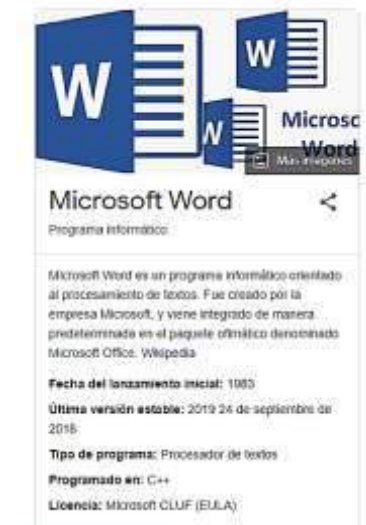 W
W
W
Microsc
Word
Más imágenes
Microsoft Word
Programa informático
Microsoft Word es un programa informático orientado
al procesamiento de textos. Fue creado por la
empresa Microsoft, y viene integrado de manera
predeterminada en el paquete ofimático denominado
Microsoft Office. Wikipedia
Fecha del lanzamiento inicial: 1983
Última versión estable: 2019 24 de septiembre de
2018
Tipo de programa: Procesador de textos
Programado en: C++
Licencia: Microsoft CLUF (EULA)